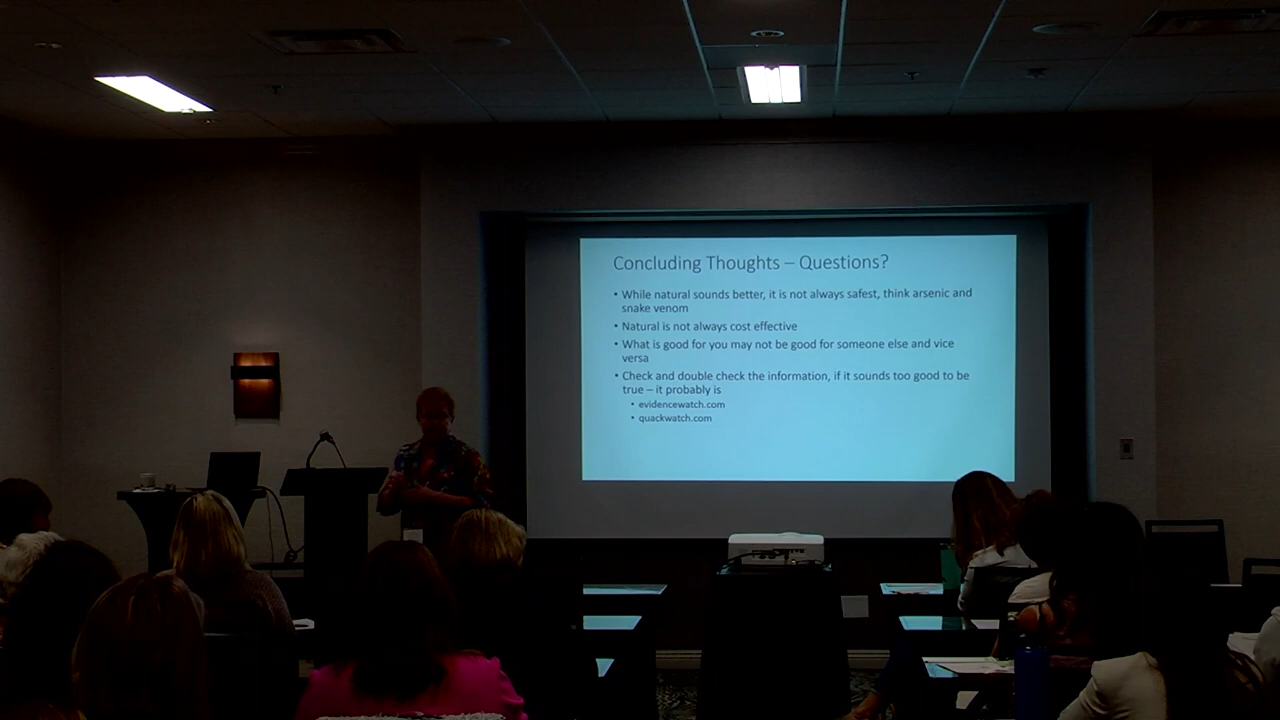 Concluding Thoughts – Questions?
• While natural sounds better, it is not always safest, think arsenic and
snake venom
• Natural is not always cost effective
• What is good for you may not be good for someone else and vice
versa
• Check and double check the information, if it sounds too good to be
true – it probably is
• evidencewatch.com
• quackwatch.com